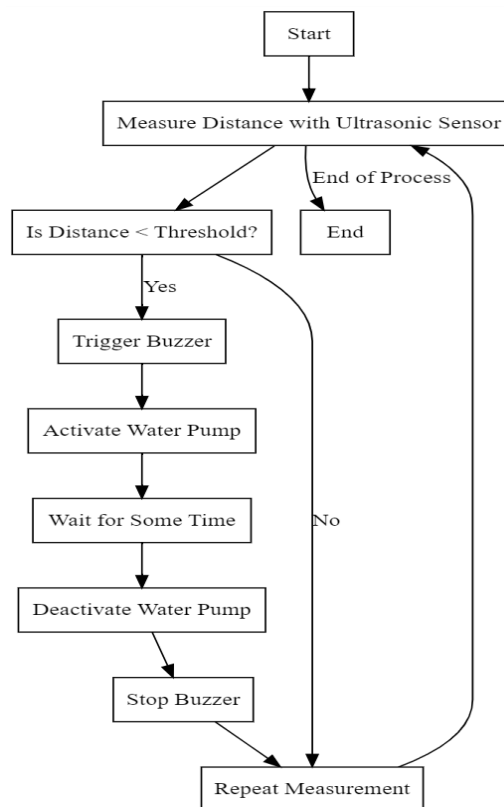 Start
Measure Distance with Ultrasonic Sensor
End of Process
Is Distance < Threshold?
End
Yes
Trigger Buzzer
Activate Water Pump
Wait for Some Time
No
Deactivate Water Pump
Stop Buzzer
Repeat Measurement